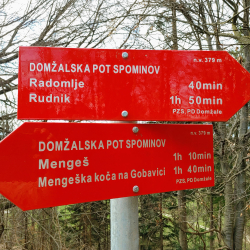 n.v. 379 m
DOMŽALSKA POT SPOMINOV
Radomlje 40min
Rudnik 1h 50min
PZS, PD Domžale
n.v. 379 m
DOMŽALSKA POT SPOMINOV
Mengeš 1h 10min
Mengeška koča na Gobavici 1h 40min
PZS, PD Domžale